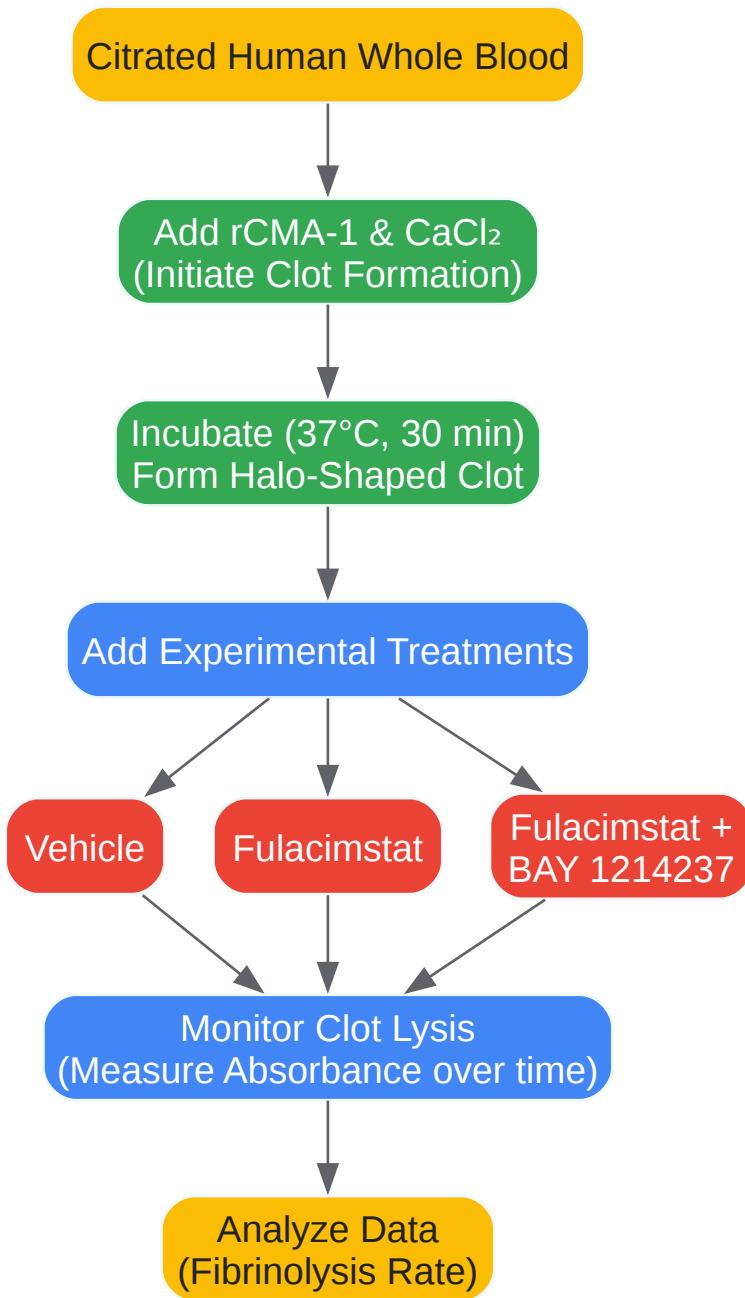 Citrated Human Whole Blood
Add rCMA-1 & CaCl₂
(Initiate Clot Formation)
Incubate (37°C, 30 min)
Form Halo-Shaped Clot
Add Experimental Treatments
Vehicle
Fulacimstat
Fulacimstat +
BAY 1214237
Monitor Clot Lysis
(Measure Absorbance over time)
Analyze Data
(Fibrinolysis Rate)